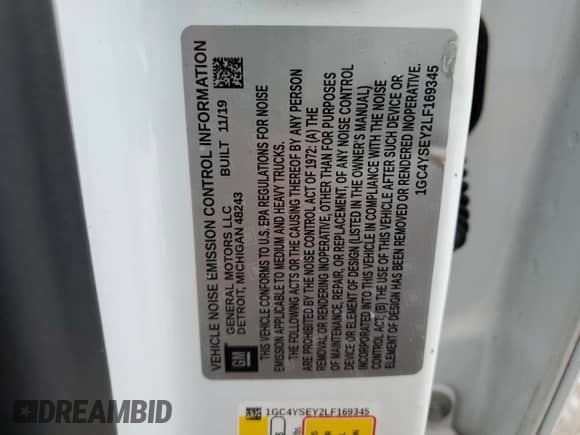 VEHICLE NOISE EMISSION CONTROL INFORMATION
GENERAL MOTORS LLC BUILT 11/19
DETROIT, MICHIGAN 48243
GM
THIS VEHICLE CONFORMS TO U.S. EPA REGULATIONS FOR NOISE
EMISSION APPLICABLE TO MEDIUM AND HEAVY TRUCKS.
THE FOLLOWING ACTS OR THE CAUSING THEREOF BY ANY PERSON
ARE PROHIBITED BY THE NOISE CONTROL ACT OF 1972: (A) THE
REMOVAL OR RENDERING INOPERATIVE, OTHER THAN FOR PURPOSES
OF MAINTENANCE, REPAIR, OR REPLACEMENT, OF ANY NOISE CONTROL
DEVICE OR ELEMENT OF DESIGN (LISTED IN THE OWNER'S MANUAL)
INCORPORATED INTO THIS VEHICLE IN COMPLIANCE WITH THE NOISE
CONTROL ACT; (B) THE USE OF THIS VEHICLE AFTER SUCH DEVICE OR
ELEMENT OF DESIGN HAS BEEN REMOVED OR RENDERED INOPERATIVE.
1GC4YSEY2LF169345
1GC4YSEY2LF169345
DREAMBID